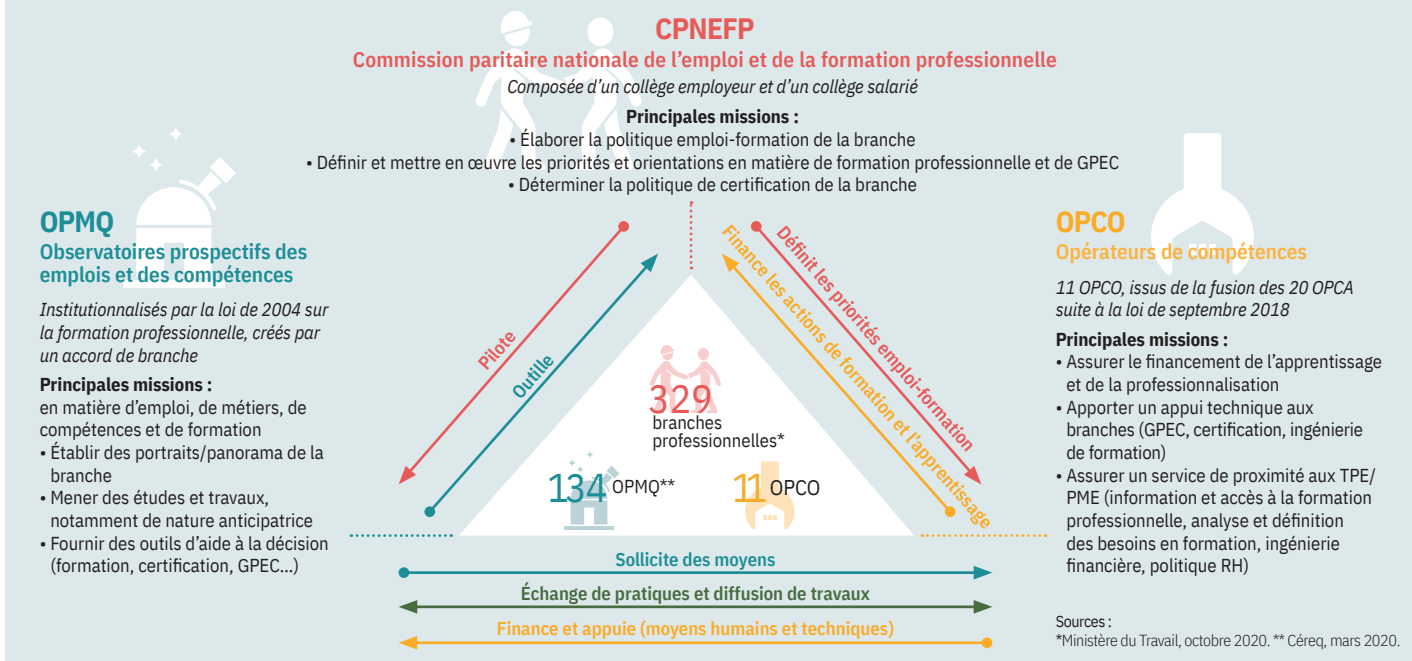 CPNEFP
Commission paritaire nationale de l'emploi et de la formation professionnelle
Composée d'un collège employeur et d'un collège salarié
Principales missions :
• Élaborer la politique emploi-formation de la branche
• Définir et mettre en œuvre les priorités et orientations en matière de formation professionnelle et de GPEC
• Déterminer la politique de certification de la branche
OPMQ
Observatoires prospectifs des
emplois et des compétences
Institutionnalisés par la loi de 2004 sur
la formation professionnelle, créés par
un accord de branche
Principales missions :
en matière d'emploi, de métiers, de
compétences et de formation
• Établir des portraits/panorama de la
branche
• Mener des études et travaux,
notamment de nature anticipatrice
• Fournir des outils d'aide à la décision
(formation, certification, GPEC...)
Pilote
Outille
Finance les actions de formation et l'apprentissage
Définit les priorités emploi-formation
329
branches
professionnelles*
134 OPMQ**
11 OPCO
OPCO
Opérateurs de compétences
11 OPCO, issus de la fusion des 20 OPCA
suite à la loi de septembre 2018
Principales missions :
• Assurer le financement de l'apprentissage
et de la professionnalisation
• Apporter un appui technique aux
branches (GPEC, certification, ingénierie
de formation)
• Assurer un service de proximité aux TPE/
PME (information et accès à la formation
professionnelle, analyse et définition
des besoins en formation, ingénierie
financière, politique RH)
Sollicite des moyens
Échange de pratiques et diffusion de travaux
Finance et appuie (moyens humains et techniques)
Sources :
*Ministère du Travail, octobre 2020. ** Céreq, mars 2020.